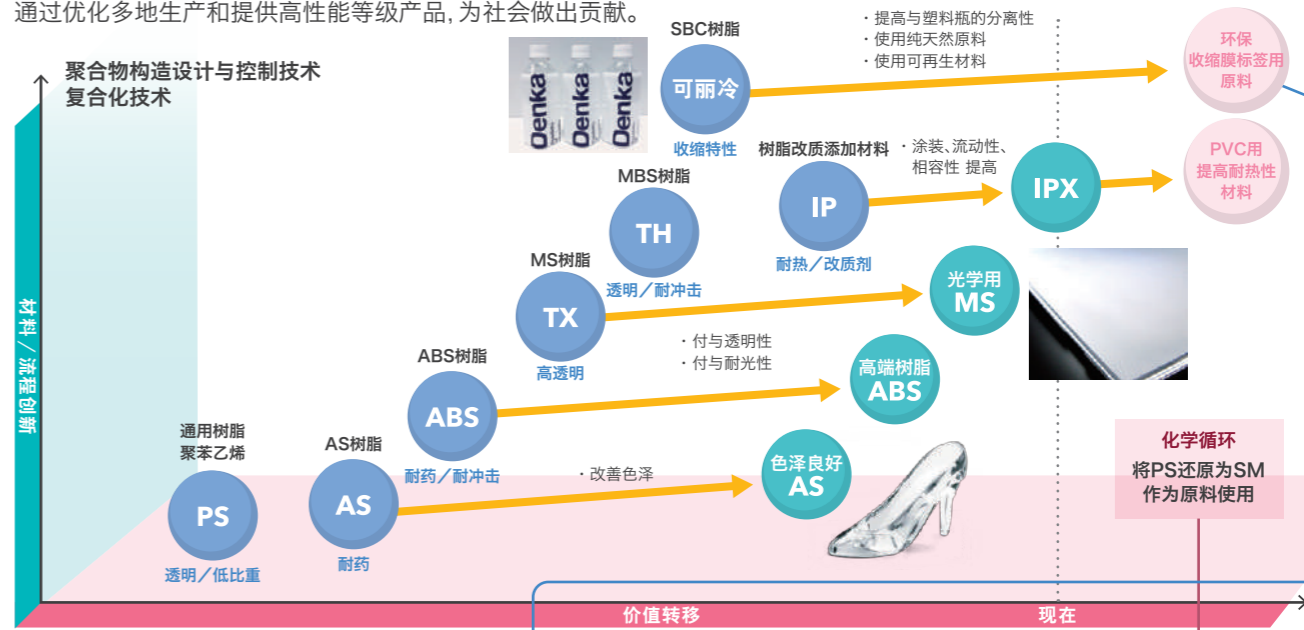 通过优化多地生产和提供高性能等级产品,为社会做出贡献。
聚合物构造设计与控制技术
复合化技术
材料/流程创新
Denka
Denka
Denka
SBC树脂
可丽冷
收缩特性
・提高与塑料瓶的分离性
・使用纯天然原料
・使用可再生材料
环保
收缩膜标签用
原料
树脂改质添加材料
IP
耐热/改质剂
・涂装、流动性、
相容性 提高
IPX
PVC用
提高耐热性
材料
MBS树脂
TH
透明/耐冲击
MS树脂
TX
高透明
・付与透明性
・付与耐光性
光学用
MS
ABS树脂
ABS
耐药/耐冲击
高端树脂
ABS
AS树脂
AS
耐药
・改善色泽
色泽良好
AS
通用树脂
聚苯乙烯
PS
透明/低比重
化学循环
将PS还原为SM
作为原料使用
价值转移
现在